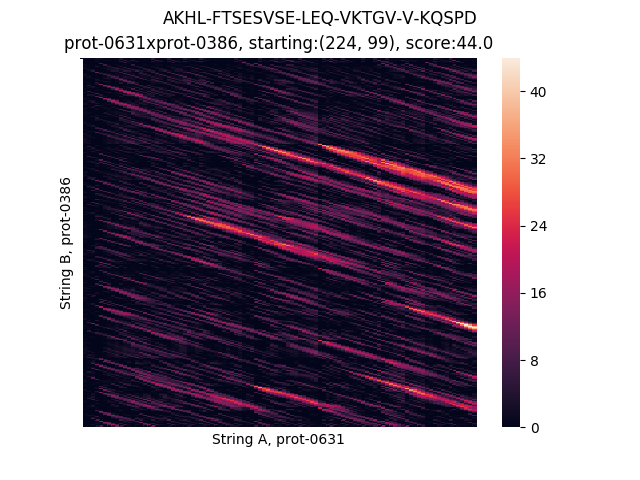 AKHL-FTSESVSE-LEQ-VKTGV-V-KQSPD
prot-0631xprot-0386, starting:(224, 99), score:44.0
String B, prot-0386
String A, prot-0631
40
32
24
16
8
0